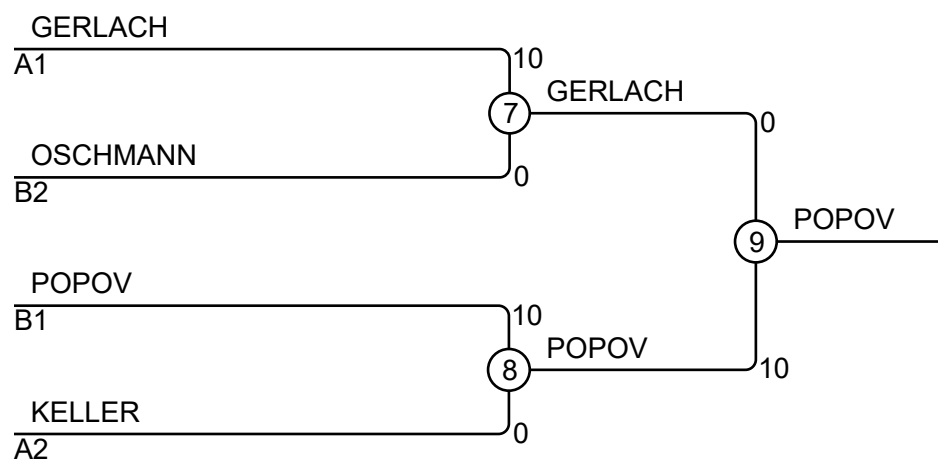 GERLACH
A1
10
7
GERLACH
0
OSCHMANN
B2
0
9
POPOV
POPOV
B1
10
8
POPOV
10
KELLER
A2
0